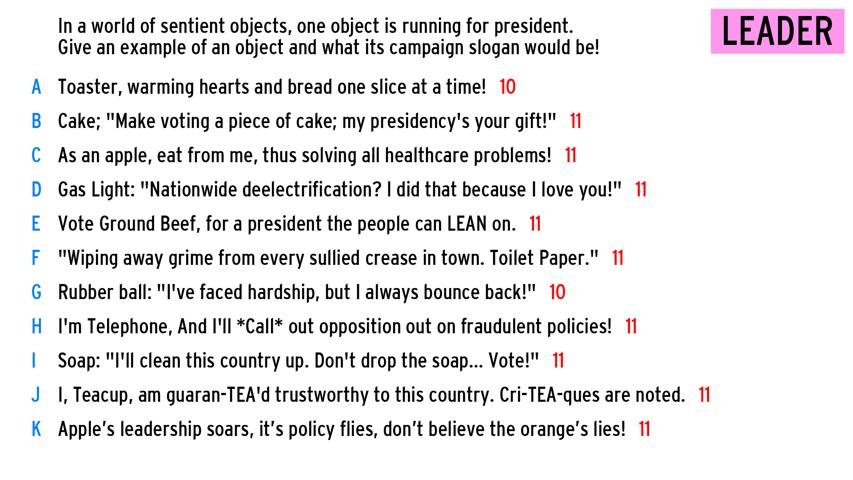 In a world of sentient objects, one object is running for president.
Give an example of an object and what its campaign slogan would be!
LEADER
A Toaster, warming hearts and bread one slice at a time! 10
B Cake; "Make voting a piece of cake; my presidency's your gift!" 11
C As an apple, eat from me, thus solving all healthcare problems! 11
D Gas Light: "Nationwide deelectrification? I did that because I love you!" 11
E Vote Ground Beef, for a president the people can LEAN on. 11
F "Wiping away grime from every sullied crease in town. Toilet Paper." 11
G Rubber ball: "I've faced hardship, but I always bounce back!" 10
H I'm Telephone, And I'll *Call* out opposition out on fraudulent policies! 11
I Soap: "I'll clean this country up. Don't drop the soap... Vote!" 11
J I, Teacup, am guaran-TEA'd trustworthy to this country. Cri-TEA-ques are noted. 11
K Apple’s leadership soars, it’s policy flies, don’t believe the orange’s lies! 11